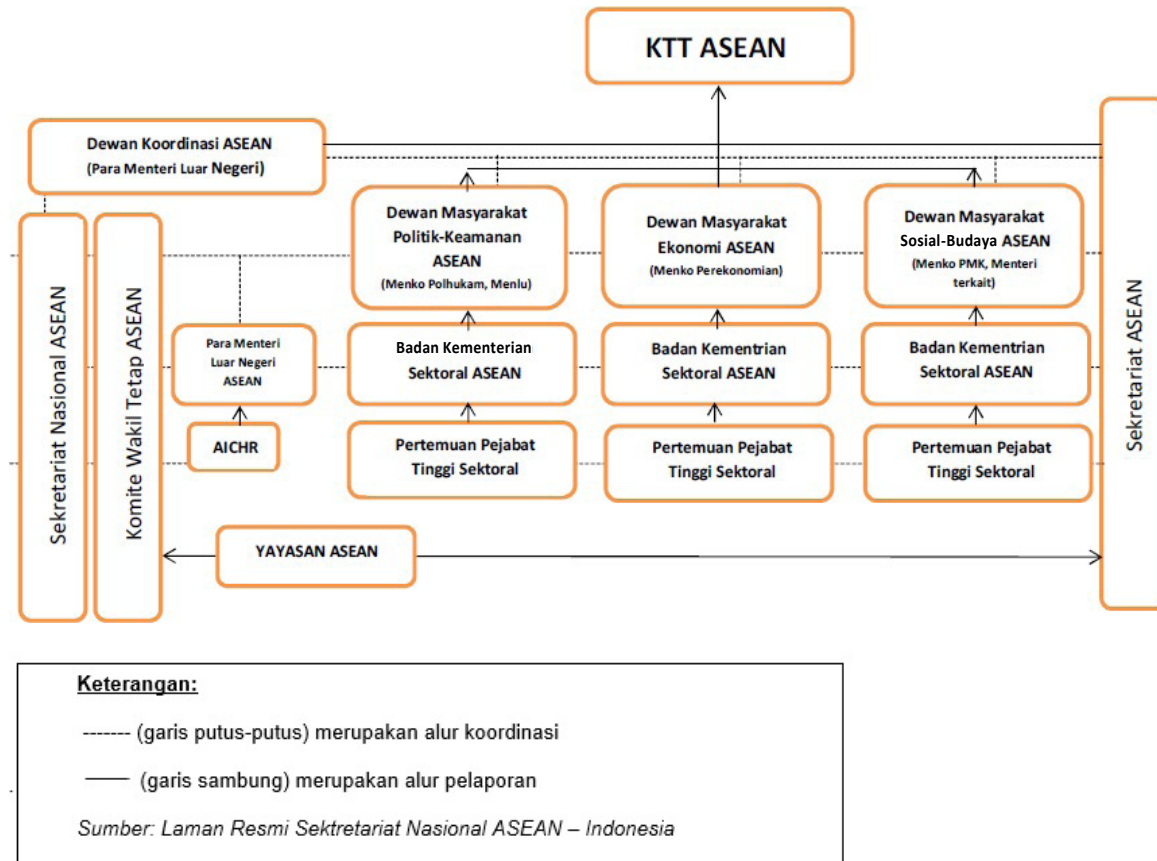 KTT ASEAN
Dewan Koordinasi ASEAN
(Para Menteri Luar Negeri)
Sekretariat Nasional ASEAN
Komite Wakil Tetap ASEAN
Para Menteri
Luar Negeri
ASEAN
AICHR
Dewan Masyarakat
Politik-Keamanan
ASEAN
(Menko Polhukam, Menlu)
Badan Kementerian
Sektoral ASEAN
Pertemuan Pejabat
Tinggi Sektoral
Dewan Masyarakat
Ekonomi ASEAN
(Menko Perekonomian)
Badan Kementrian
Sektoral ASEAN
Pertemuan Pejabat
Tinggi Sektoral
Dewan Masyarakat
Sosial-Budaya ASEAN
(Menko PMK, Menteri
terkait)
Badan Kementrian
Sektoral ASEAN
Pertemuan Pejabat
Tinggi Sektoral
Sekretariat ASEAN
YAYASAN ASEAN
Keterangan:
------- (garis putus-putus) merupakan alur koordinasi
—— (garis sambung) merupakan alur pelaporan
Sumber: Laman Resmi Sektretariat Nasional ASEAN – Indonesia